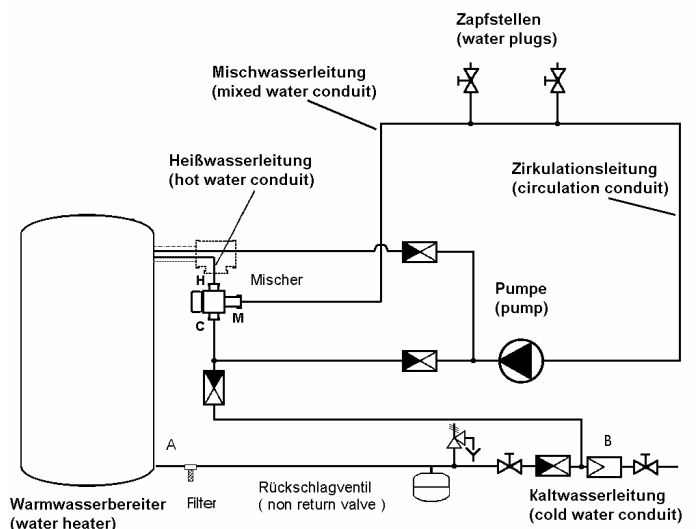 Zapfstellen
(water plugs)
Mischwasserleitung
(mixed water conduit)
Heißwasserleitung
(hot water conduit)
Zirkulationsleitung
(circulation conduit)
H
Mischer
M
C
Pumpe
(pump)
A
B
Warmwasserbereiter
(water heater)
Filter
Rückschlagventil
( non return valve )
Kaltwasserleitung
(cold water conduit)